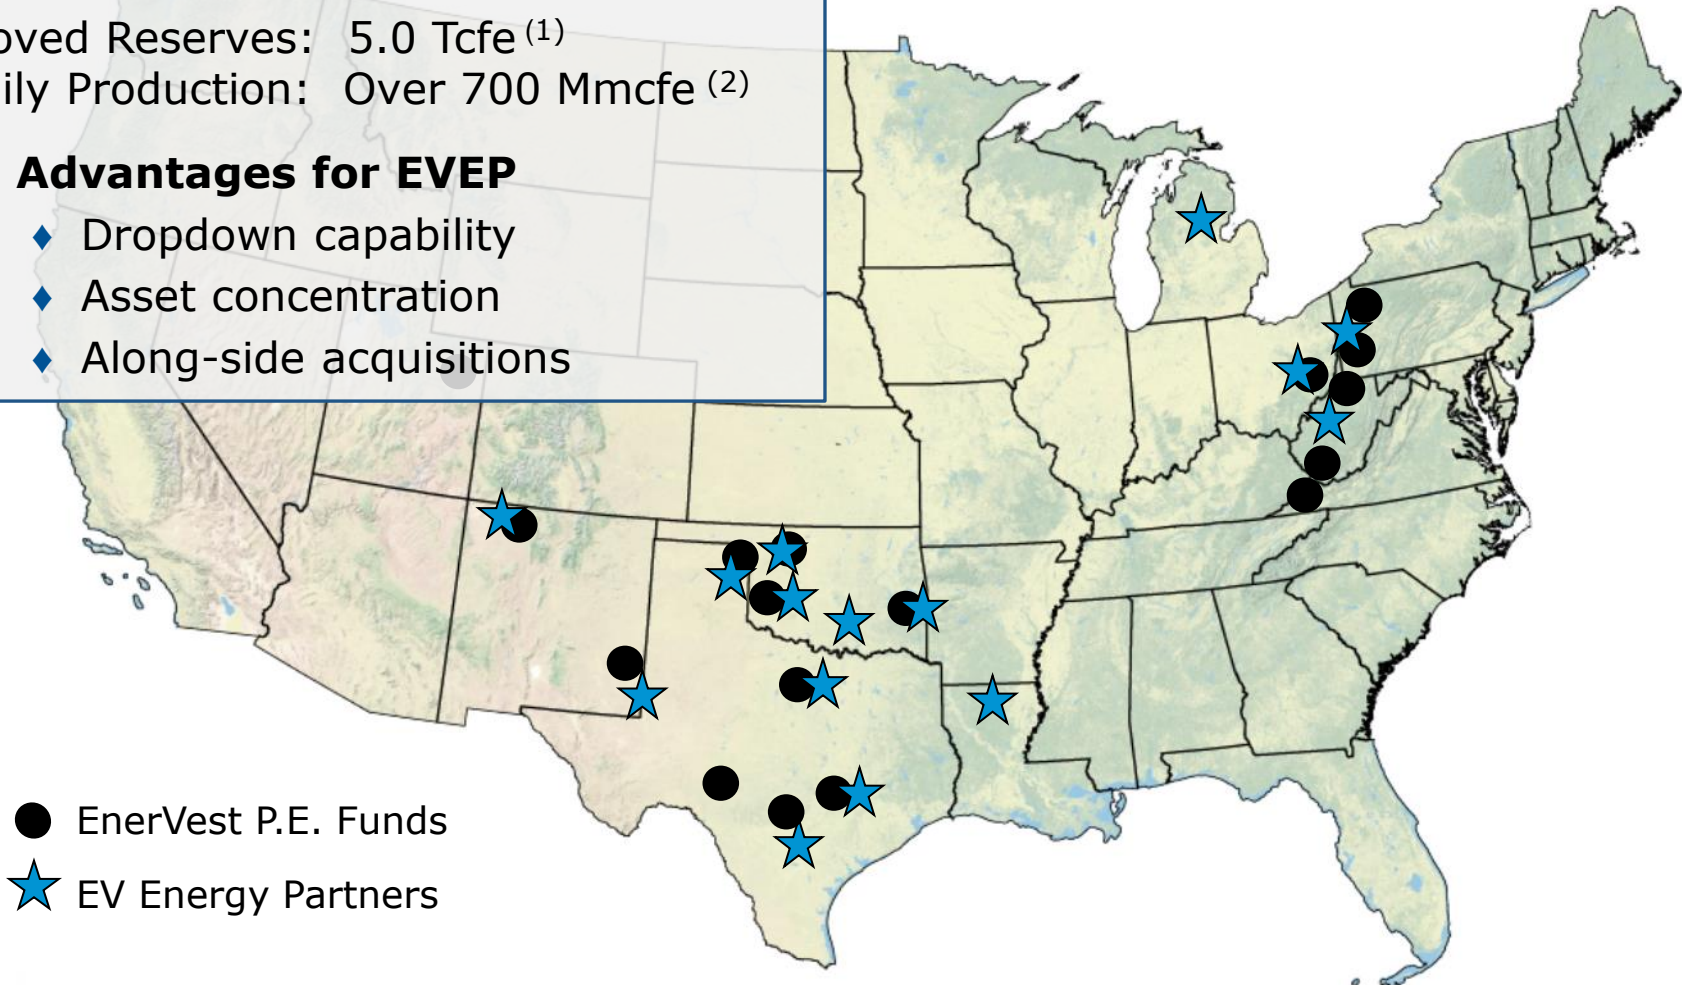 oved Reserves: 5.0 Tcfe (1)
ily Production: Over 700 Mmcfe (2)
Advantages for EVEP
♦ Dropdown capability
♦ Asset concentration
♦ Along-side acquisitions
EnerVest P.E. Funds
EV Energy Partners